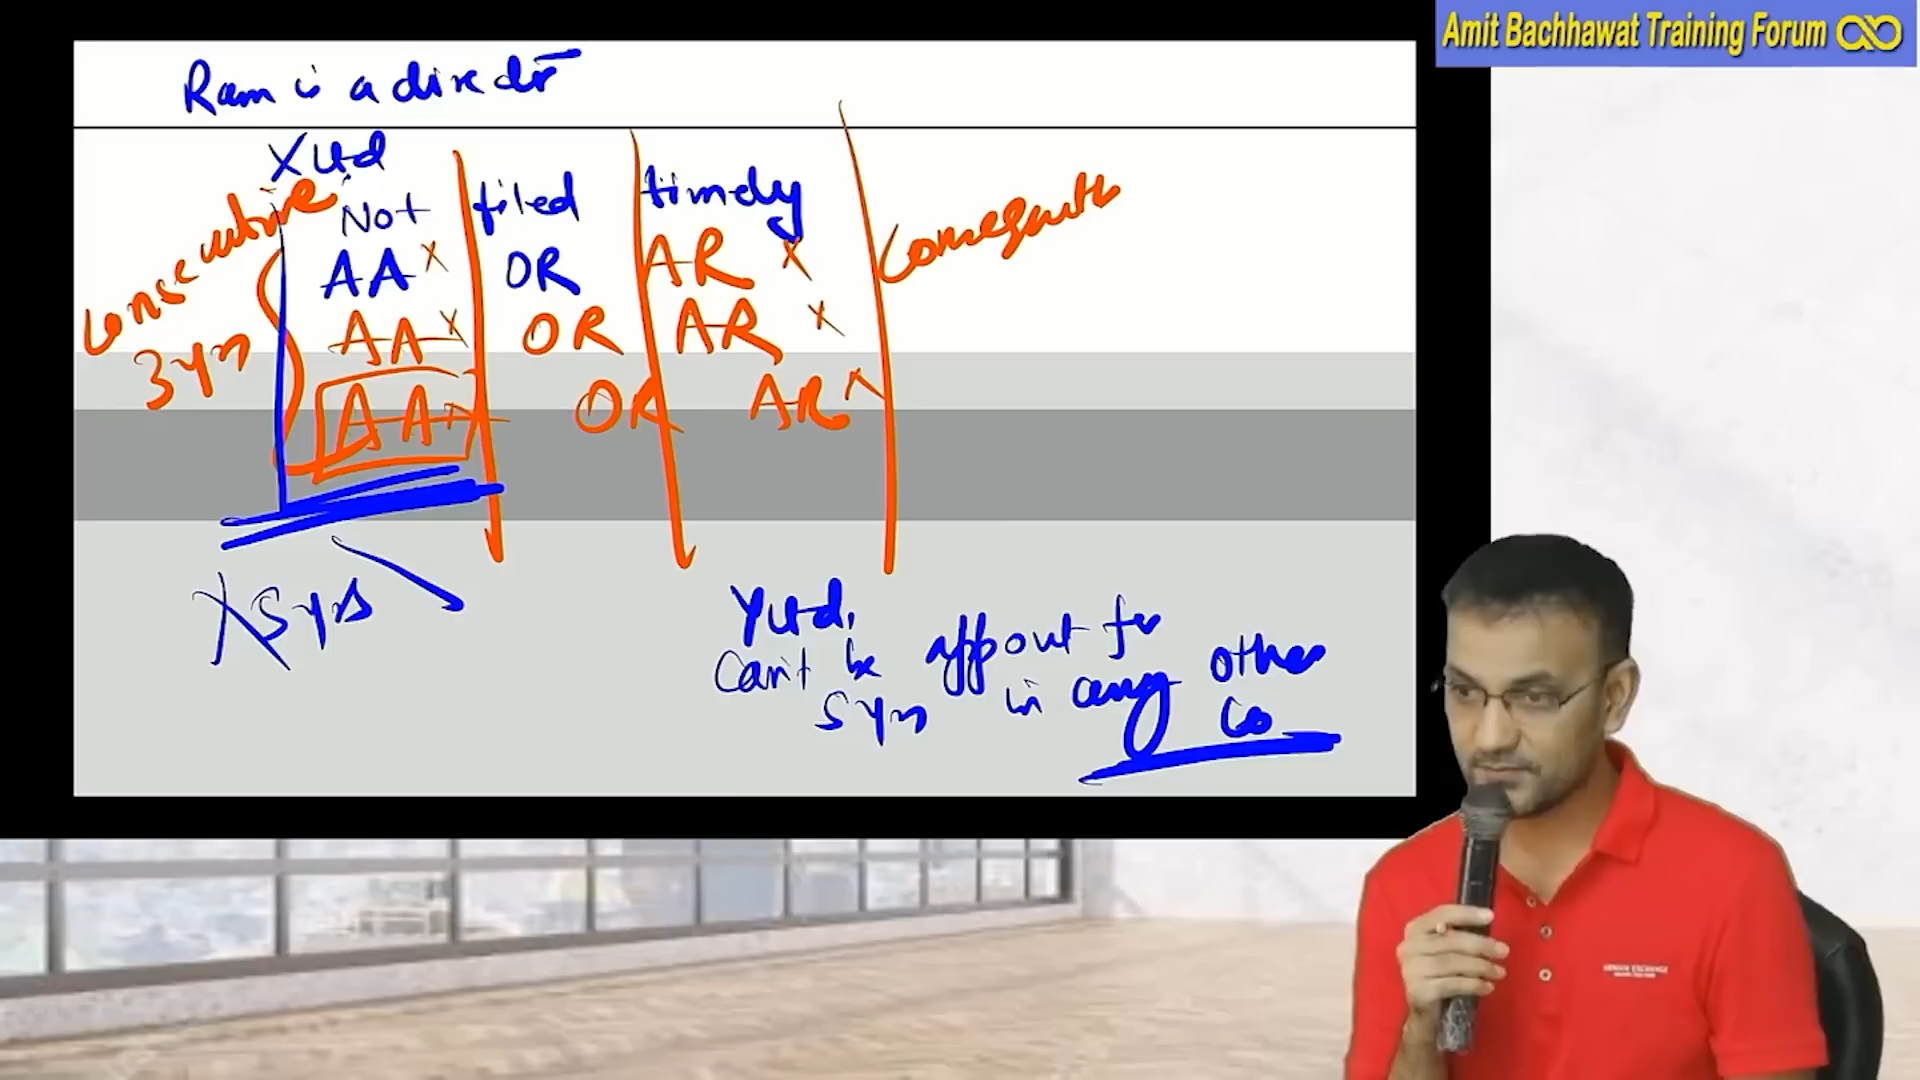 Amit Bachhawat Training Forum
Ram is a director
X Ltd
Not filed timely
consecutive
3 yrs
AA x OR AR x
AA x OR AR x
AA x OR AR x
X 5 yrs
Y Ltd.
Can't be appoint for
5 yrs in any other
Co